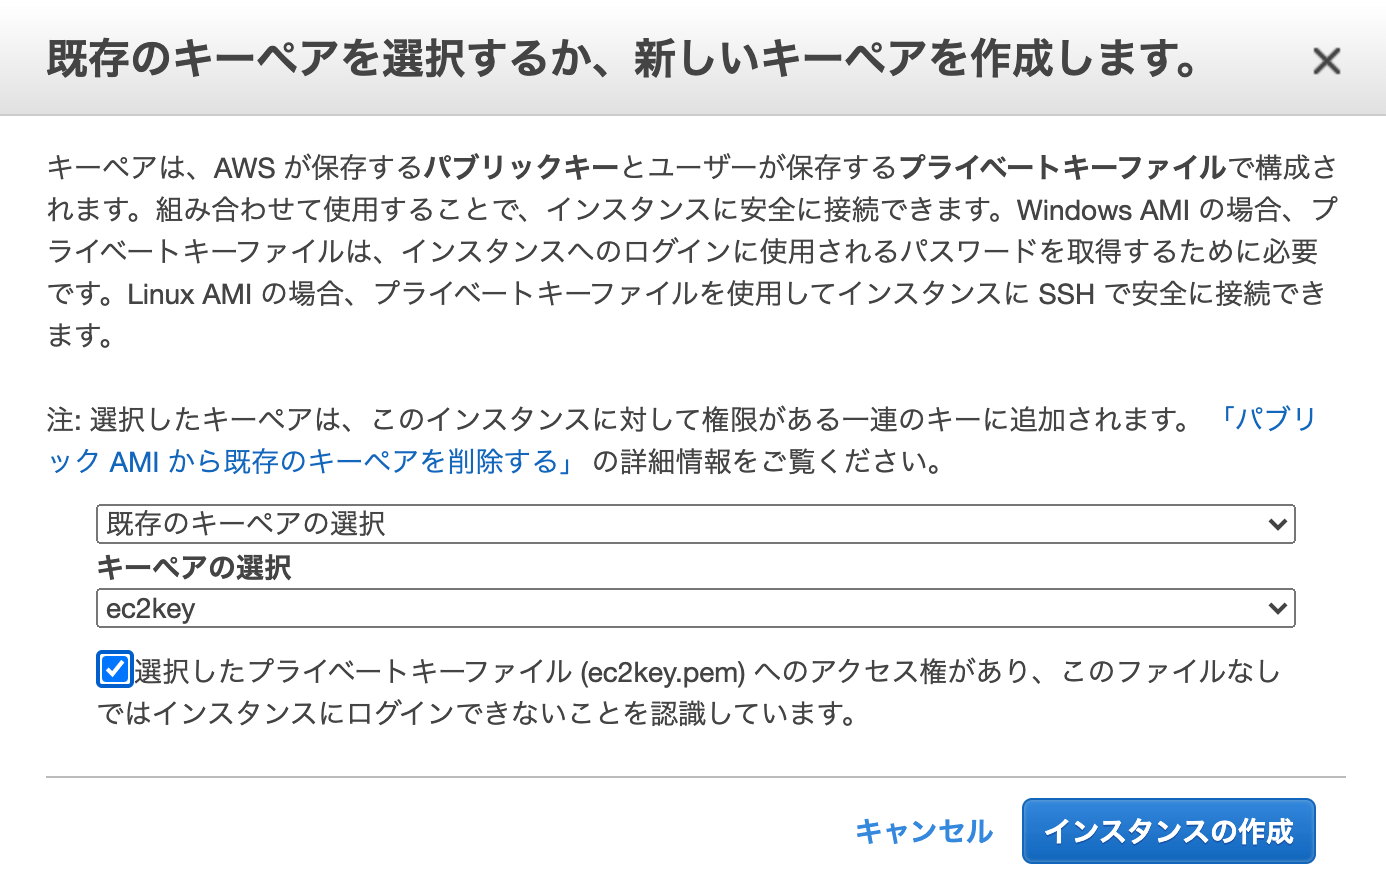 既存のキーペアを選択するか、新しいキーペアを作成します。
キーペアは、AWS が保存するパブリックキーとユーザーが保存するプライベートキーファイルで構成さ
れます。組み合わせて使用することで、インスタンスに安全に接続できます。Windows AMI の場合、プ
ライベートキーファイルは、インスタンスへのログインに使用されるパスワードを取得するために必要
です。Linux AMI の場合、プライベートキーファイルを使用してインスタンスに SSH で安全に接続でき
ます。
注: 選択したキーペアは、このインスタンスに対して権限がある一連のキーに追加されます。 「パブリ
ック AMI から既存のキーペアを削除する」 の詳細情報をご覧ください。
既存のキーペアの選択
キーペアの選択
ec2key
選択したプライベートキーファイル (ec2key.pem) へのアクセス権があり、このファイルなし
ではインスタンスにログインできないことを認識しています。
キャンセル
インスタンスの作成